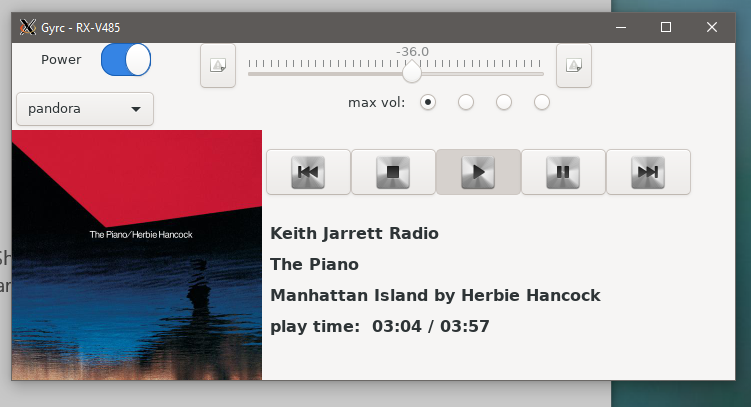 Gyrc - RX-V485
Power
-36.0
pandora
max vol:
The Piano/Herbie Hancock
Keith Jarrett Radio
The Piano
Manhattan Island by Herbie Hancock
play time: 03:04 / 03:57